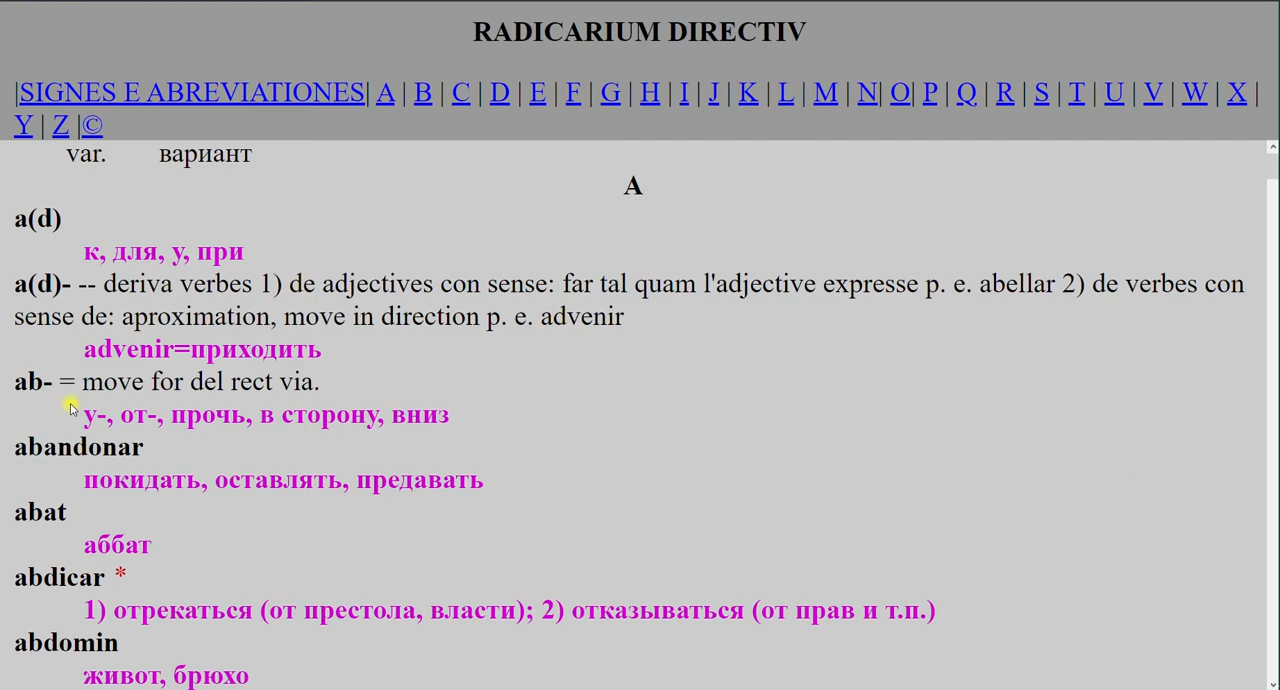 RADICARIUM DIRECTIV
|SIGNES E ABREVIATIONES| A | B | C | D | E | F | G | H | I | J | K | L | M | N| O| P | Q | R | S | T | U | V | W | X |
Y | Z |©
var. вариант
A
a(d)
к, для, у, при
a(d)- -- deriva verbes 1) de adjectives con sense: far tal quam l'adjective expresse p. e. abellar 2) de verbes con
sense de: aproximation, move in direction p. e. advenir
advenir=приходить
ab- = move for del rect via.
у-, от-, прочь, в сторону, вниз
abandonar
покидать, оставлять, предавать
abat
аббат
abdicar *
1) отрекаться (от престола, власти); 2) отказываться (от прав и т.п.)
abdomin
живот, брюхо